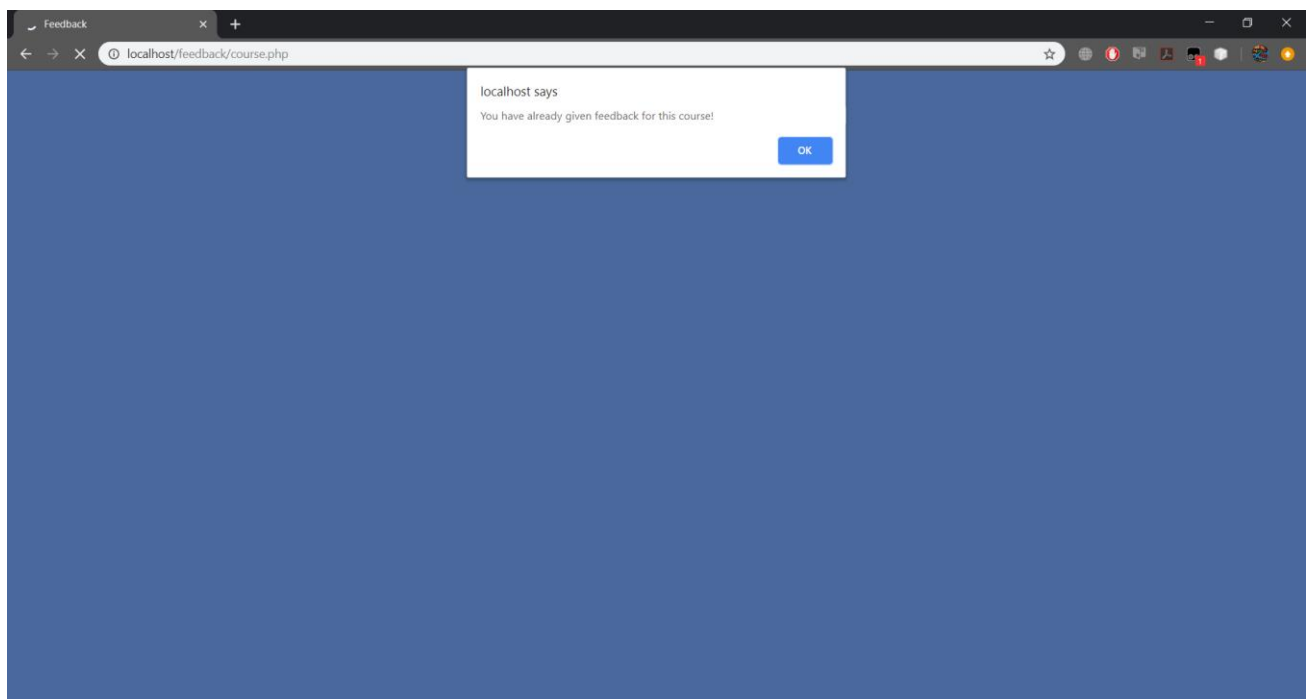 Feedback
localhost/feedback/course.php
localhost says
You have already given feedback for this course!
OK